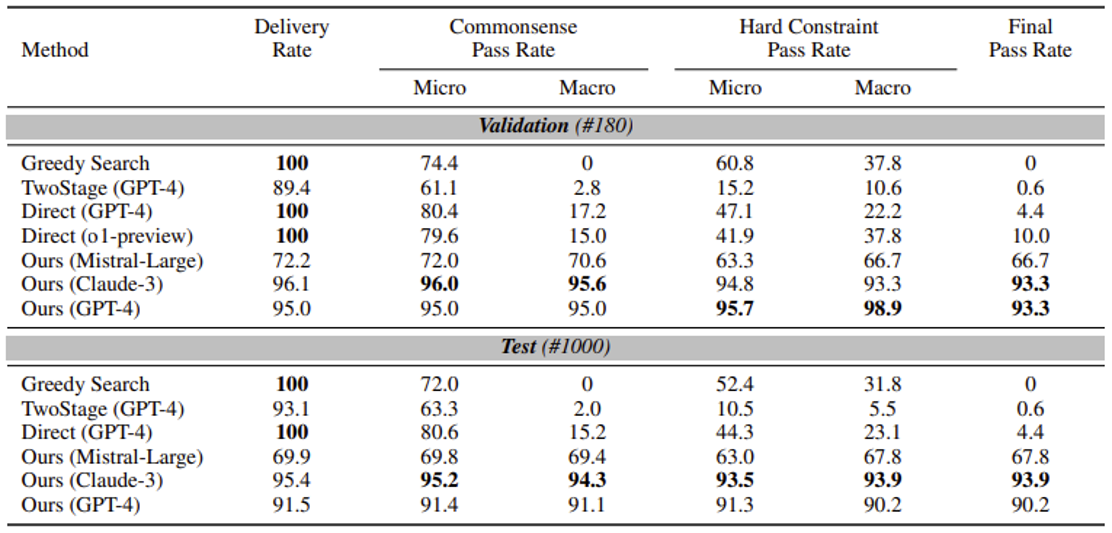 Method Delivery Rate Commonsense Pass Rate Hard Constraint Pass Rate Final Pass Rate
Micro Macro Micro Macro
Validation (#180)
Greedy Search 100 74.4 0 60.8 37.8 0
TwoStage (GPT-4) 89.4 61.1 2.8 15.2 10.6 0.6
Direct (GPT-4) 100 80.4 17.2 47.1 22.2 4.4
Direct (o1-preview) 100 79.6 15.0 41.9 37.8 10.0
Ours (Mistral-Large) 72.2 72.0 70.6 63.3 66.7 66.7
Ours (Claude-3) 96.1 96.0 95.6 94.8 93.3 93.3
Ours (GPT-4) 95.0 95.0 95.0 95.7 98.9 93.3
Test (#1000)
Greedy Search 100 72.0 0 52.4 31.8 0
TwoStage (GPT-4) 93.1 63.3 2.0 10.5 5.5 0.6
Direct (GPT-4) 100 80.6 15.2 44.3 23.1 4.4
Ours (Mistral-Large) 69.9 69.8 69.4 63.0 67.8 67.8
Ours (Claude-3) 95.4 95.2 94.3 93.5 93.9 93.9
Ours (GPT-4) 91.5 91.4 91.1 91.3 90.2 90.2